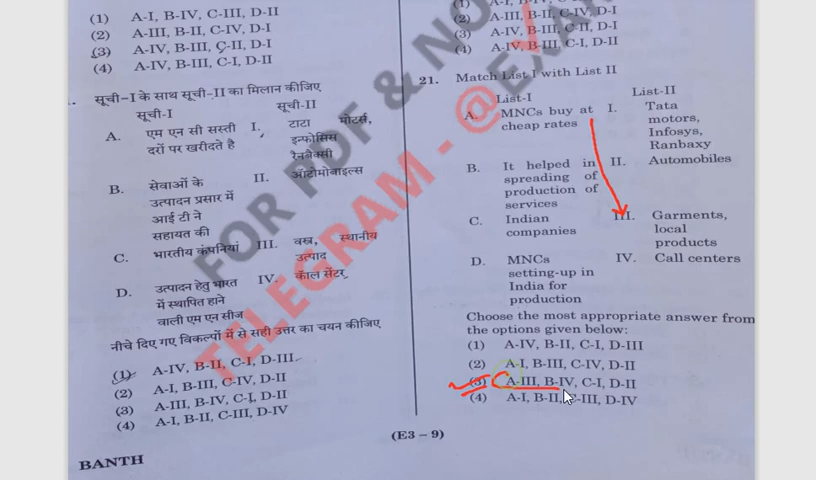 (1) A-I, B-IV, C-III, D-II
(2) A-III, B-II, C-IV, D-I
(3) A-IV, B-III, C-II, D-I
(4) A-IV, B-III, C-I, D-II
सूची-I के साथ सूची-II का मिलान कीजिए
सूची-I सूची-II
A. एम एन सी सस्ती I. टाटा मोटर्स,
दरों पर खरीदते है इन्फोसिस
रैनबैक्सी
B. सेवाओं के II. ऑटोमोबाइल्स
उत्पादन प्रसार में
आई टी ने
सहायता की
C. भारतीय कंपनियां III. वस्त्र, स्थानीय
उत्पाद
D. उत्पादन हेतु भारत IV. कॅाल सेंटर
में स्थापित होने
वाली एम एन सीज
नीचे दिए गए विकल्पों में से सही उत्तर का चयन कीजिए
(1) A-IV, B-II, C-I, D-III
(2) A-I, B-III, C-IV, D-II
(3) A-III, B-IV, C-I, D-II
(4) A-I, B-II, C-III, D-IV
BANTH
(E3 – 9)
(2) A-III, B-II, C-IV, D-I
(3) A-IV, B-III, C-II, D-I
(4) A-IV, B-III, C-I, D-II
21. Match List I with List II
List-I List-II
A. MNCs buy at I. Tata
cheap rates motors,
Infosys,
Ranbaxy
B. It helped in II. Automobiles
spreading of
production of
services
C. Indian III. Garments,
companies local
products
D. MNCs IV. Call centers
setting-up in
India for
production
Choose the most appropriate answer from
the options given below:
(1) A-IV, B-II, C-I, D-III
(2) A-I, B-III, C-IV, D-II
(3) A-III, B-IV, C-I, D-II
(4) A-I, B-II, C-III, D-IV
FOR PDF & NO
TELEGRAM - @EXA